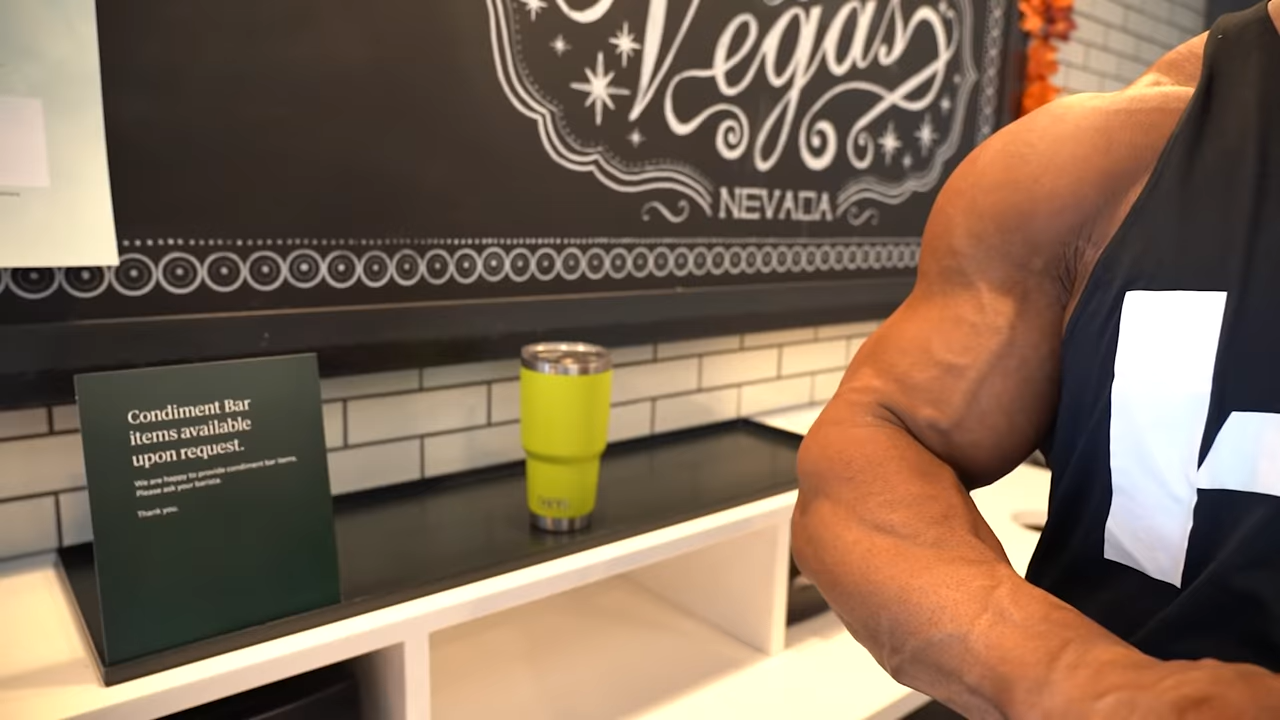 Vegas
NEVADA
Condiment Bar
items available
upon request.
We are happy to provide condiment bar items.
Please ask your barista.
Thank you.
YETI